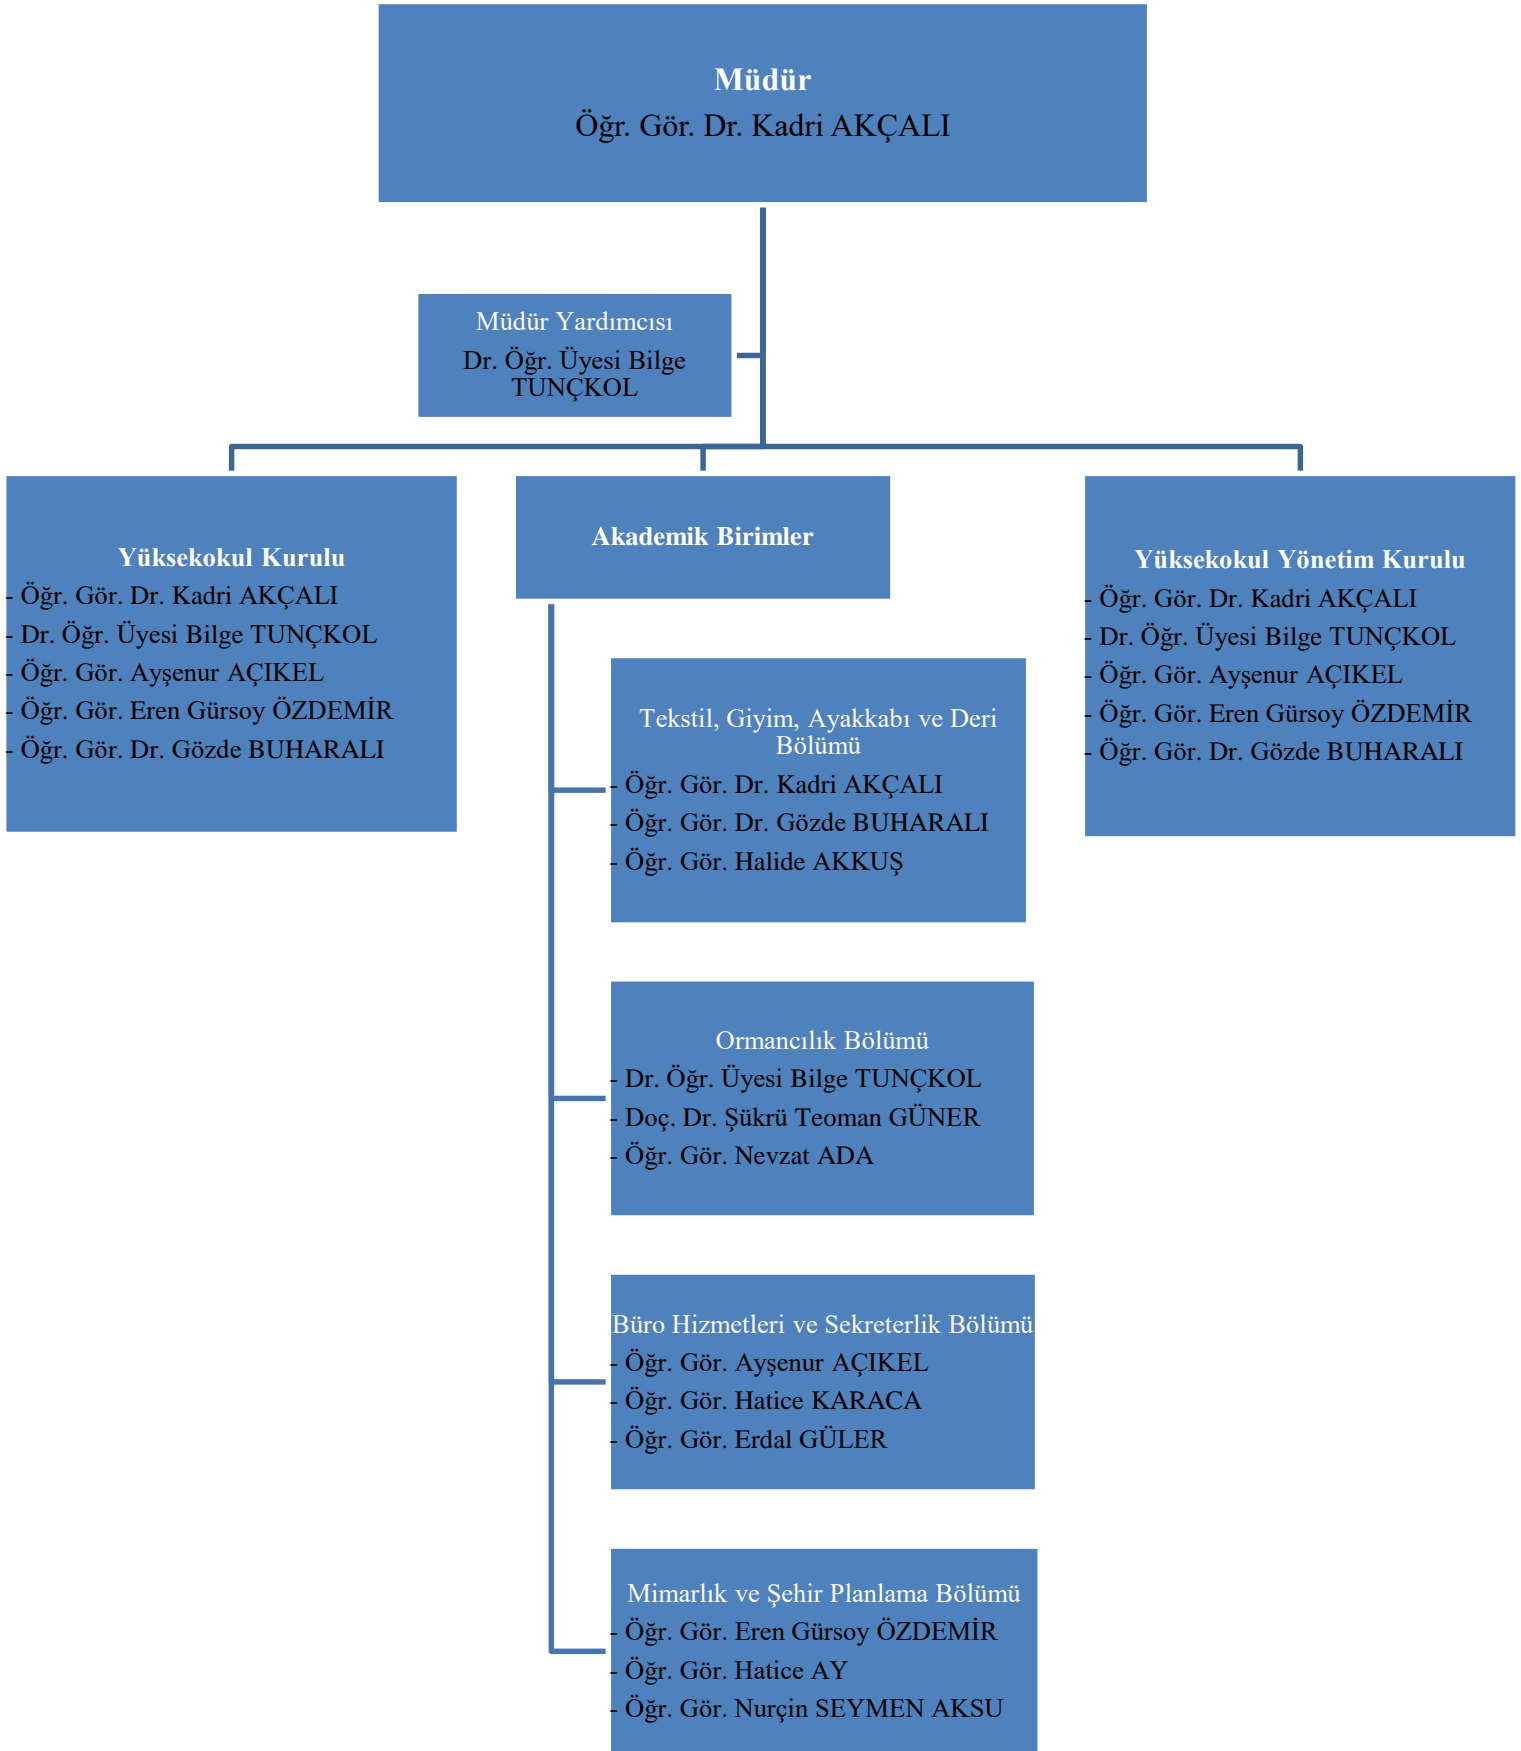 Müdür
Öğr. Gör. Dr. Kadri AKÇALI
Müdür Yardımcısı
Dr. Öğr. Üyesi Bilge
TUNÇKOL
Yüksekokul Kurulu
- Öğr. Gör. Dr. Kadri AKÇALI
- Dr. Öğr. Üyesi Bilge TUNÇKOL
- Öğr. Gör. Ayşenur AÇIKEL
- Öğr. Gör. Eren Gürsoy ÖZDEMİR
- Öğr. Gör. Dr. Gözde BUHARALI
Akademik Birimler
Tekstil, Giyim, Ayakkabı ve Deri
Bölümü
- Öğr. Gör. Dr. Kadri AKÇALI
- Öğr. Gör. Dr. Gözde BUHARALI
- Öğr. Gör. Halide AKKUŞ
Ormancılık Bölümü
- Dr. Öğr. Üyesi Bilge TUNÇKOL
- Doç. Dr. Şükrü Teoman GÜNER
- Öğr. Gör. Nevzat ADA
Büro Hizmetleri ve Sekreterlik Bölümü
- Öğr. Gör. Ayşenur AÇIKEL
- Öğr. Gör. Hatice KARACA
- Öğr. Gör. Erdal GÜLER
Mimarlık ve Şehir Planlama Bölümü
- Öğr. Gör. Eren Gürsoy ÖZDEMİR
- Öğr. Gör. Hatice AY
- Öğr. Gör. Nurçin SEYMEN AKSU
Yüksekokul Yönetim Kurulu
- Öğr. Gör. Dr. Kadri AKÇALI
- Dr. Öğr. Üyesi Bilge TUNÇKOL
- Öğr. Gör. Ayşenur AÇIKEL
- Öğr. Gör. Eren Gürsoy ÖZDEMİR
- Öğr. Gör. Dr. Gözde BUHARALI